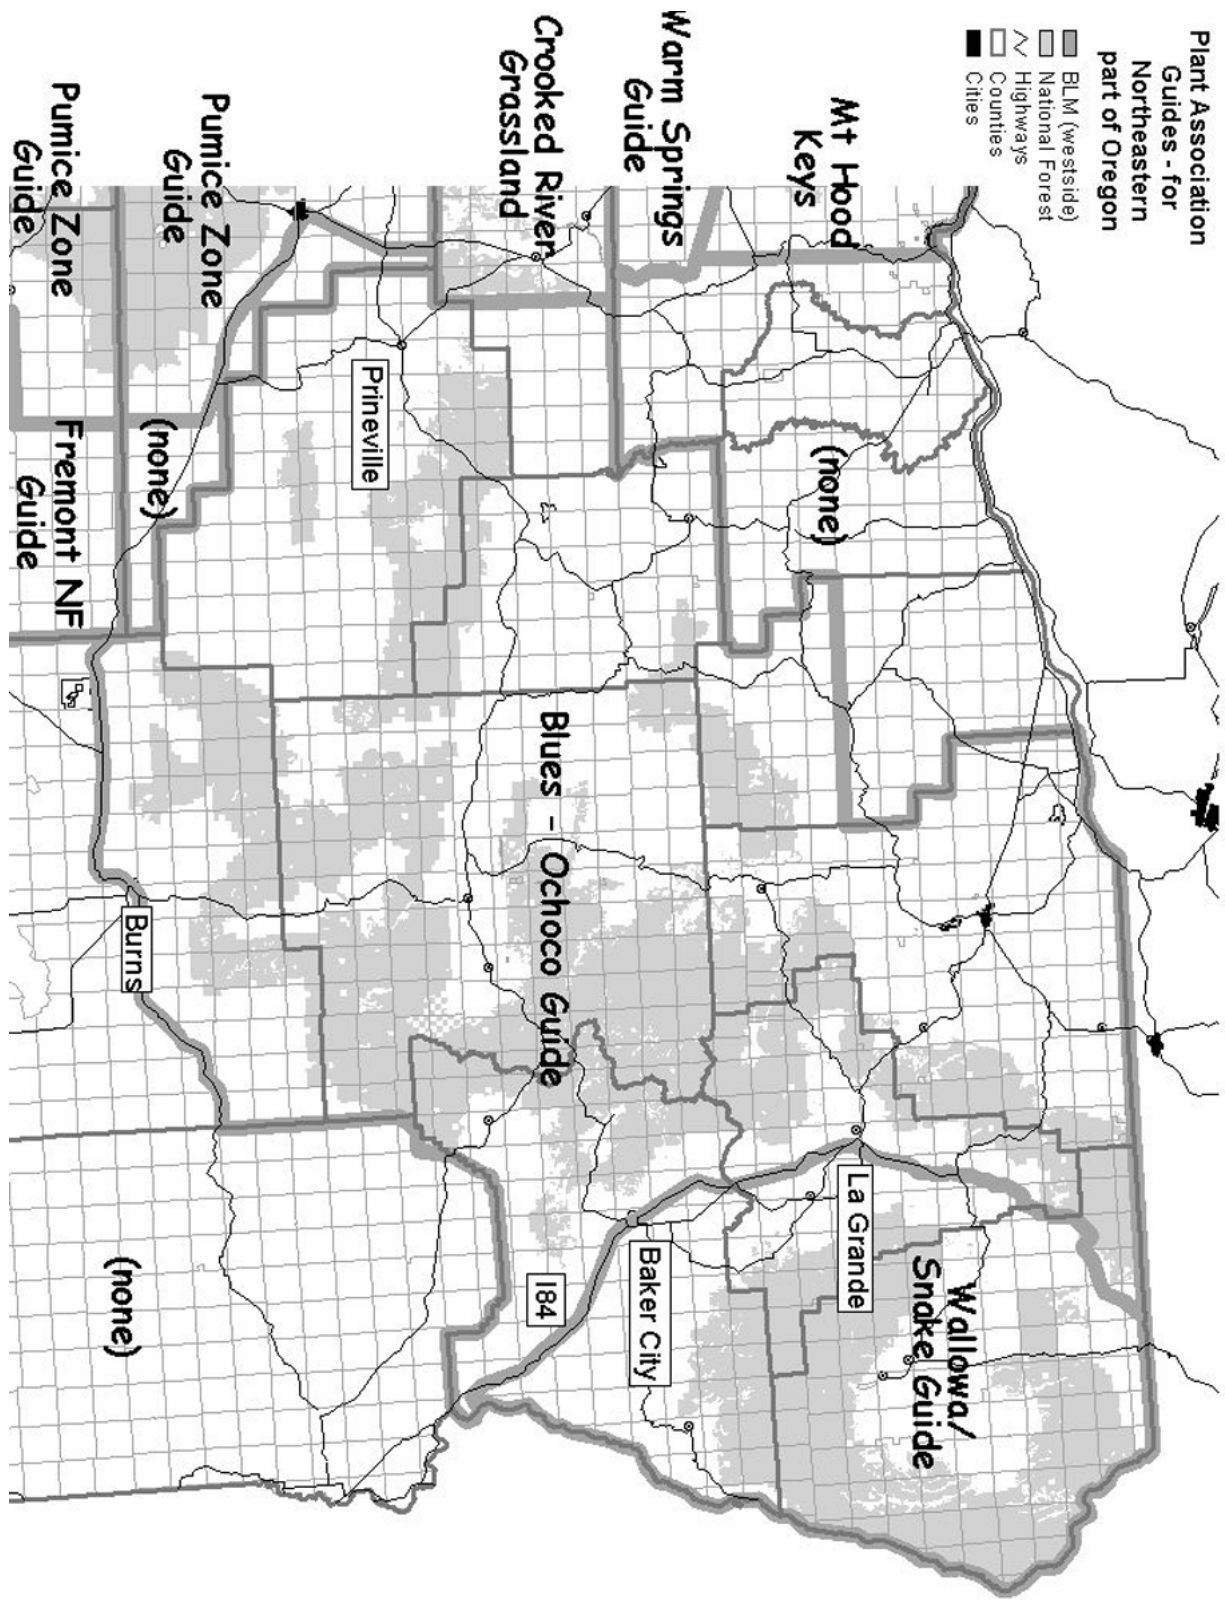 Plant Association
Guides - for
Northeastern
part of Oregon
BLM (westside)
National Forest
Highways
Counties
Cities
Mt Hood
Keys
Warm Springs
Guide
Crooked River
Grassland
Pumice Zone
Guide
Pumice Zone
Guide
(none)
Prineville
(none)
Fremont NF
Guide
Blues - Ochoco Guide
Burns
La Grande
Wallowa/
Snake Guide
Baker City
I84
(none)